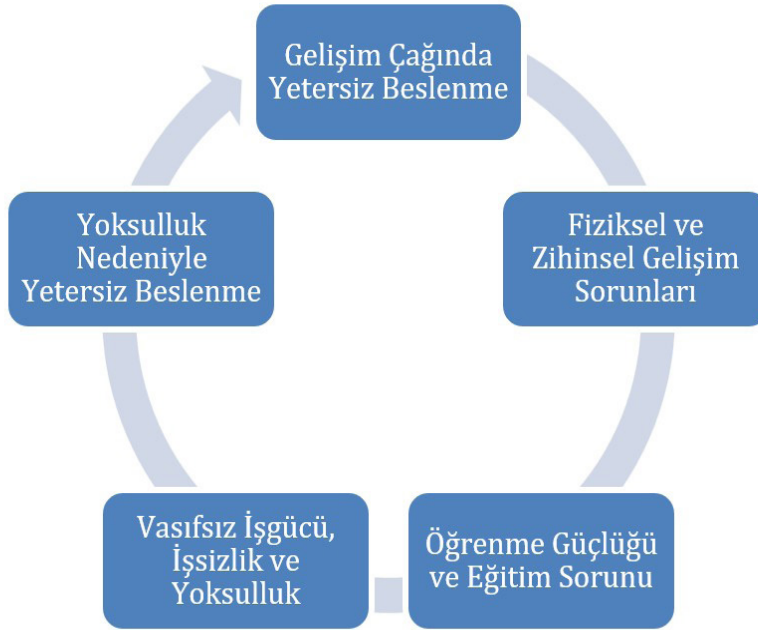 Gelişim Çağında
Yetersiz Beslenme
Fiziksel ve
Zihinsel Gelişim
Sorunları
Öğrenme Güçlüğü
ve Eğitim Sorunu
Vasıfsız İşgücü,
İşsizlik ve
Yoksulluk
Yoksulluk
Nedeniyle
Yetersiz Beslenme